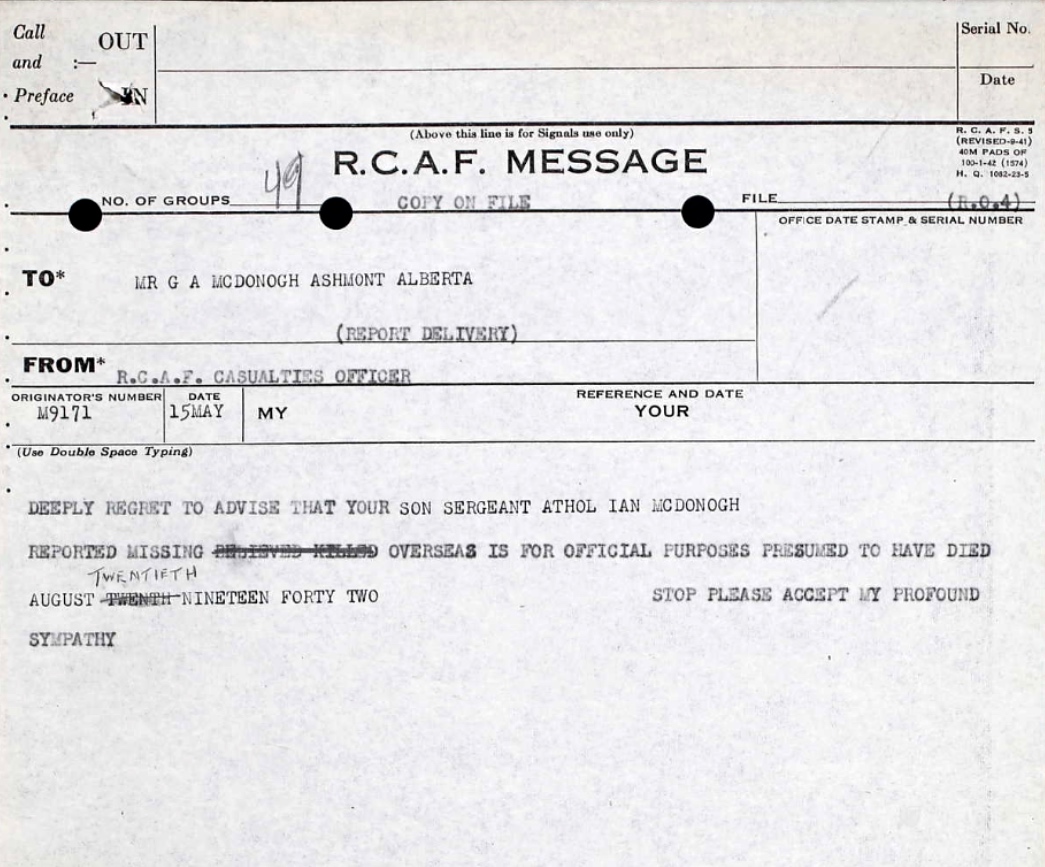 Call OUT Serial No.
and :—
Preface IN Date
(Above this line is for Signals use only)
R. C. A. F. S. 5
(REVISED-9-41)
40M PADS OF
100-1-42 (1574)
H. Q. 1062-23-5
R.C.A.F. MESSAGE
NO. OF GROUPS 49 COPY ON FILE FILE (R.O.4)
OFFICE DATE STAMP & SERIAL NUMBER
TO* MR G A MCDONOGH ASHMONT ALBERTA
(REPORT DELIVERY)
FROM* R.C.A.F. CASUALTIES OFFICER
ORIGINATOR'S NUMBER DATE REFERENCE AND DATE
M9171 15MAY MY YOUR
(Use Double Space Typing)
DEEPLY REGRET TO ADVISE THAT YOUR SON SERGEANT ATHOL IAN MCDONOGH
REPORTED MISSING BELIEVED KILLED OVERSEAS IS FOR OFFICIAL PURPOSES PRESUMED TO HAVE DIED
TWENTIETH
AUGUST TWENTH NINETEEN FORTY TWO STOP PLEASE ACCEPT MY PROFOUND
SYMPATHY